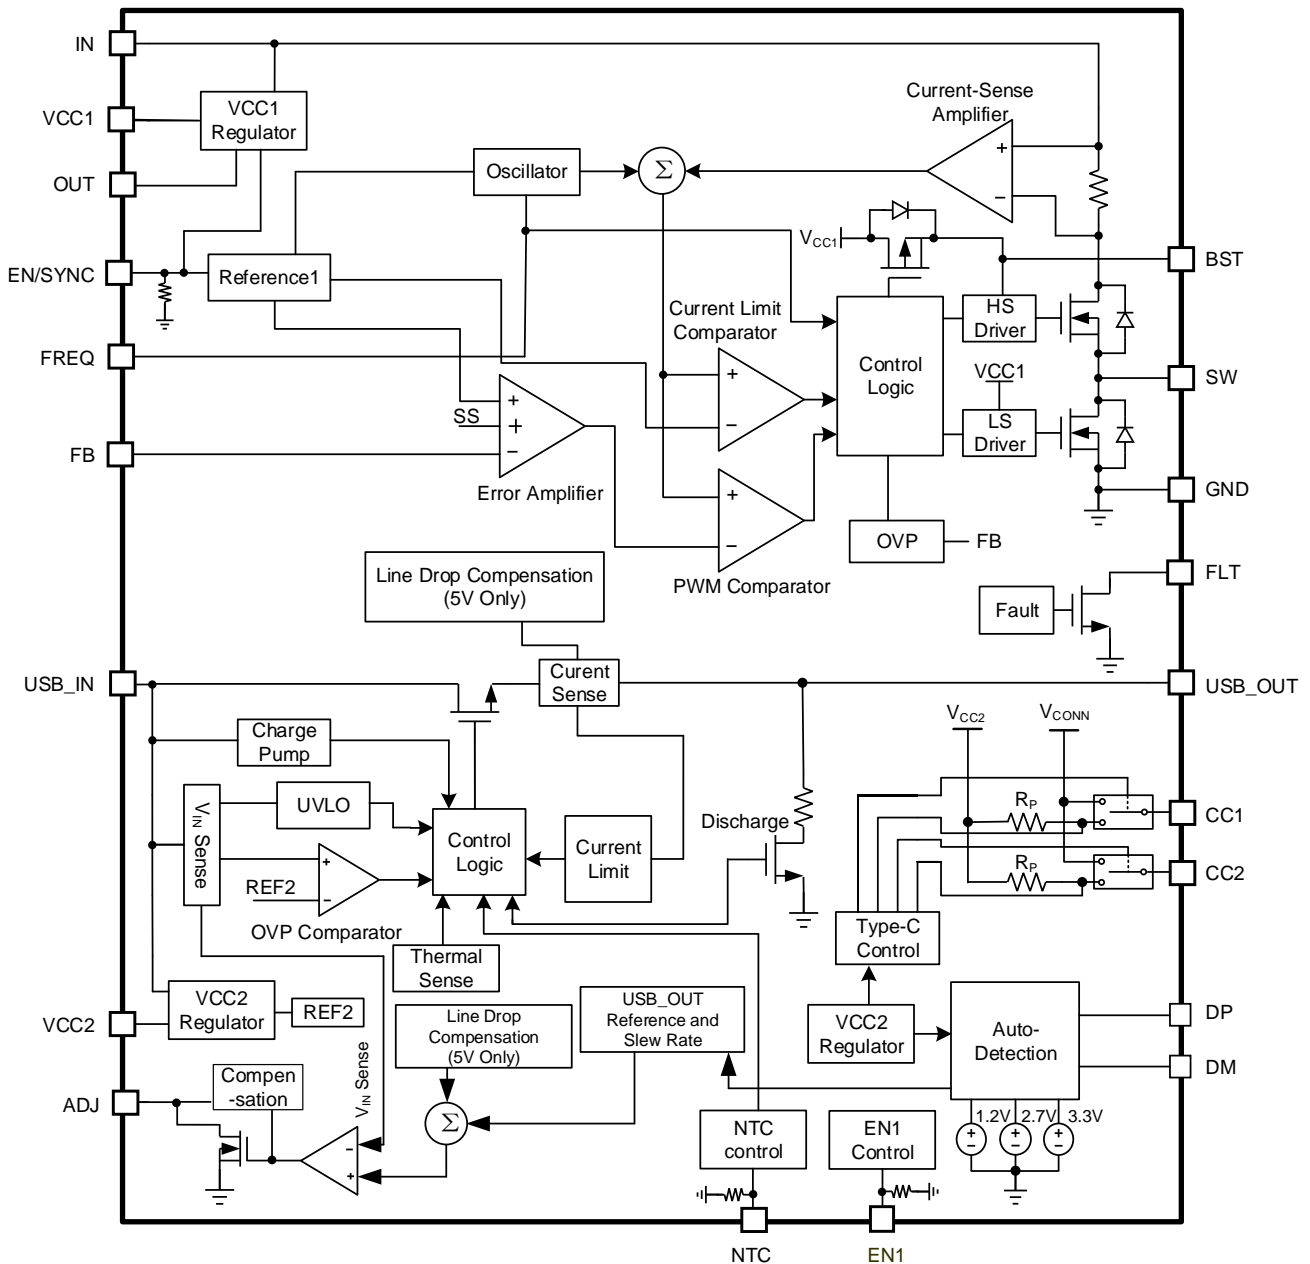 IN
VCC1
Regulator
VCC1
OUT
Current-Sense
Amplifier
+
−
Oscillator
Σ
VCC1
BST
EN/SYNC
Reference1
Current Limit
Comparator
+
−
HS
Driver
FREQ
Control
Logic
VCC1
SW
LS
Driver
SS
+
+
−
FB
Error Amplifier
+
−
PWM Comparator
GND
OVP
FB
Line Drop Compensation
(5V Only)
Fault
FLT
USB_IN
Curent
Sense
USB_OUT
Charge
Pump
VCC2
VCONN
VIN Sense
UVLO
Control
Logic
Current
Limit
Discharge
RP
CC1
RP
CC2
REF2
+
−
OVP Comparator
Thermal
Sense
Type-C
Control
VCC2
Regulator
REF2
VCC2
Line Drop
Compensation
(5V Only)
USB_OUT
Reference and
Slew Rate
VCC2
Regulator
Auto-
Detection
DP
DM
VIN Sense
ADJ
Compen
-sation
−
+
Σ
NTC
control
EN1
Control
1.2V
2.7V
3.3V
+
−
+
−
+
−
NTC
EN1